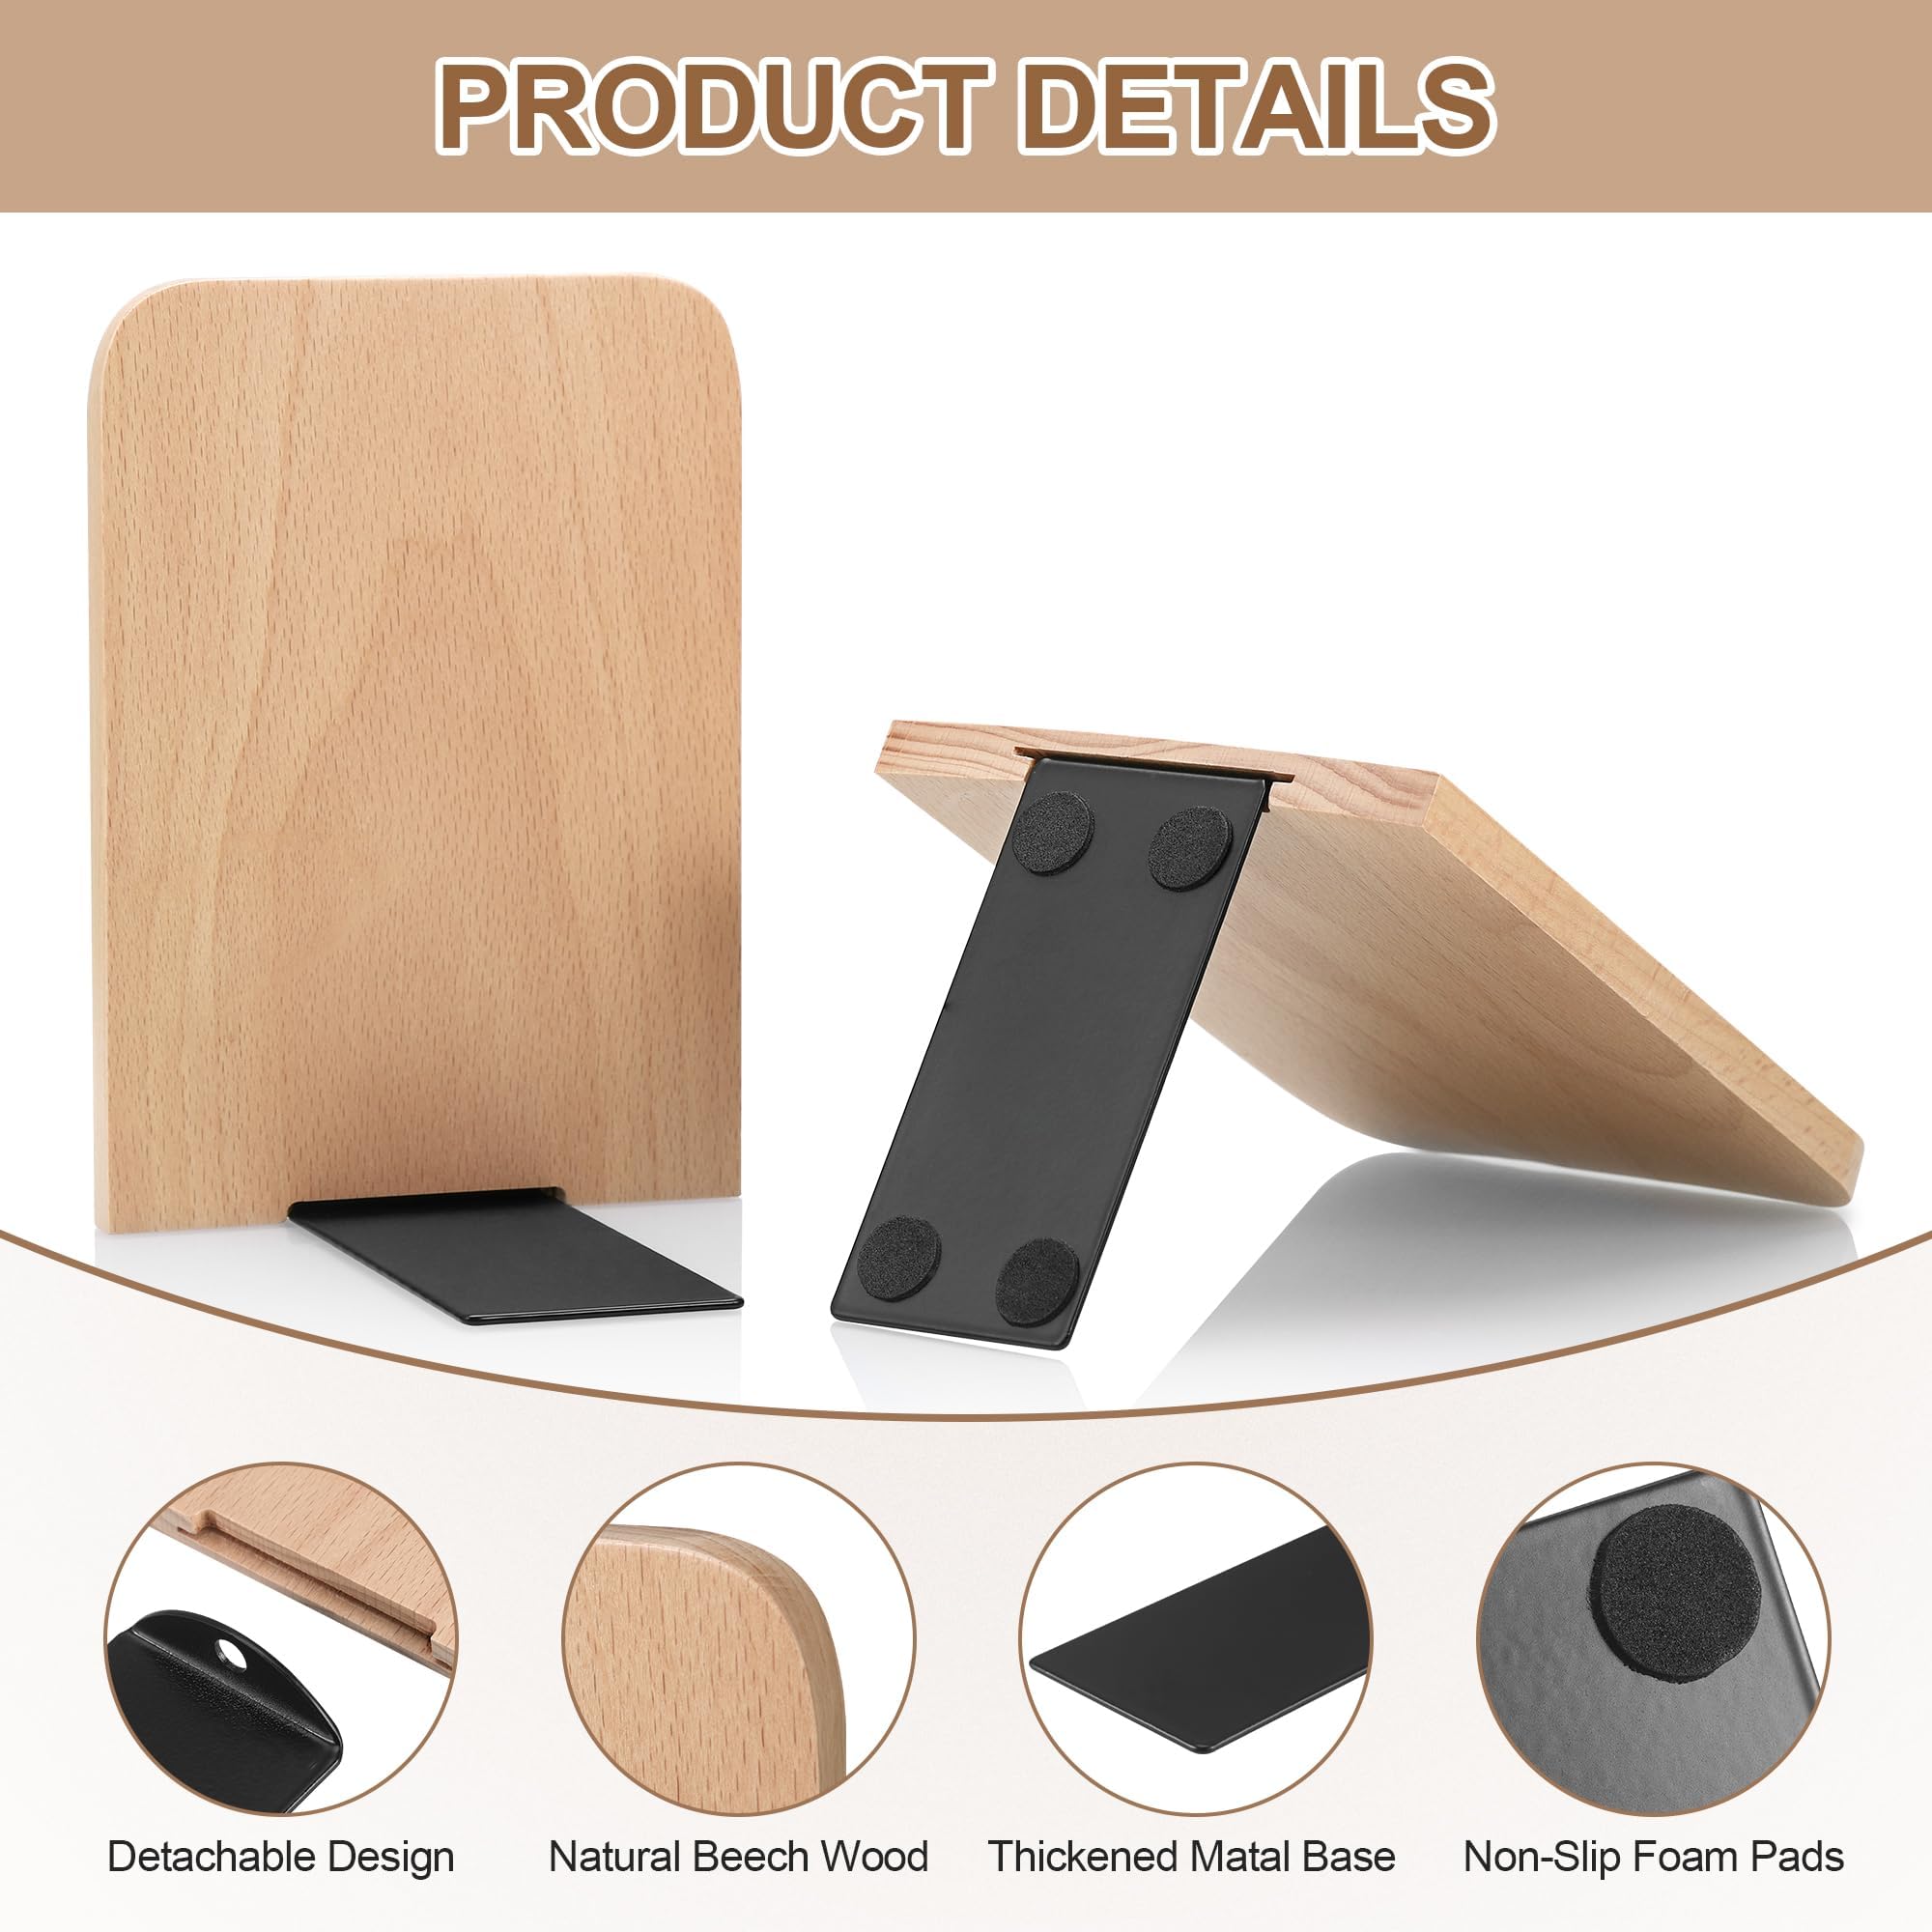 PRODUCT DETAILS
Detachable Design
Natural Beech Wood
Thickened Matal Base
Non-Slip Foam Pads